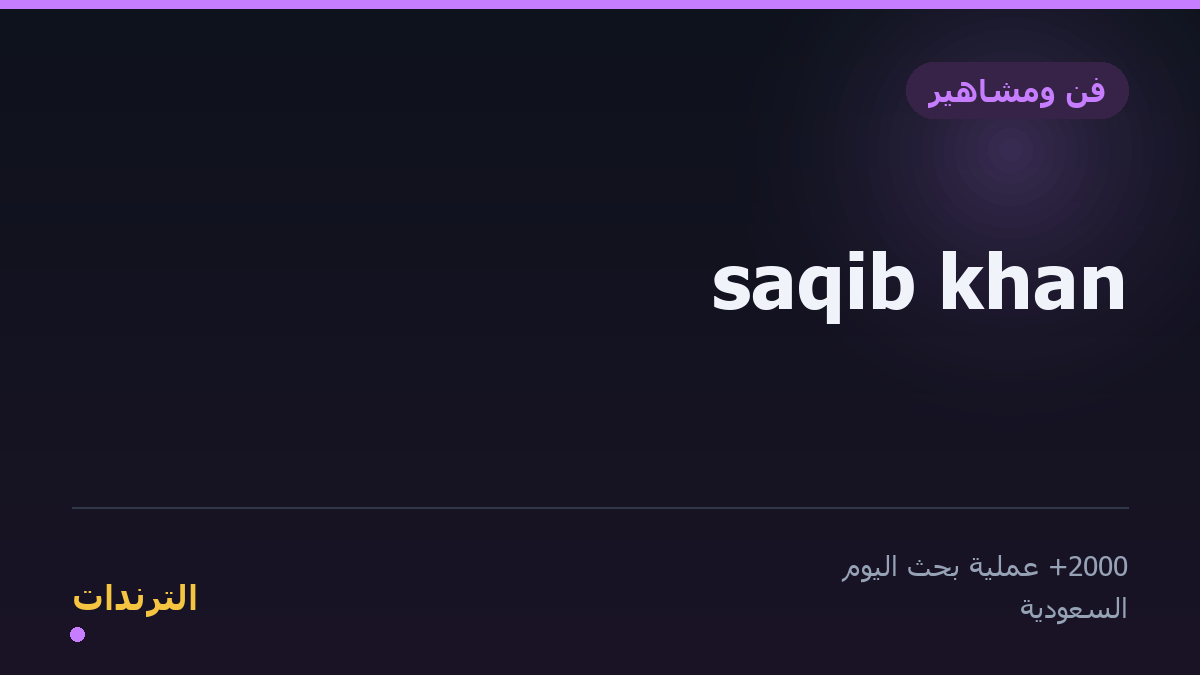 فن ومشاهير
saqib khan
2000+ عملية بحث اليوم
السعودية
الترندات